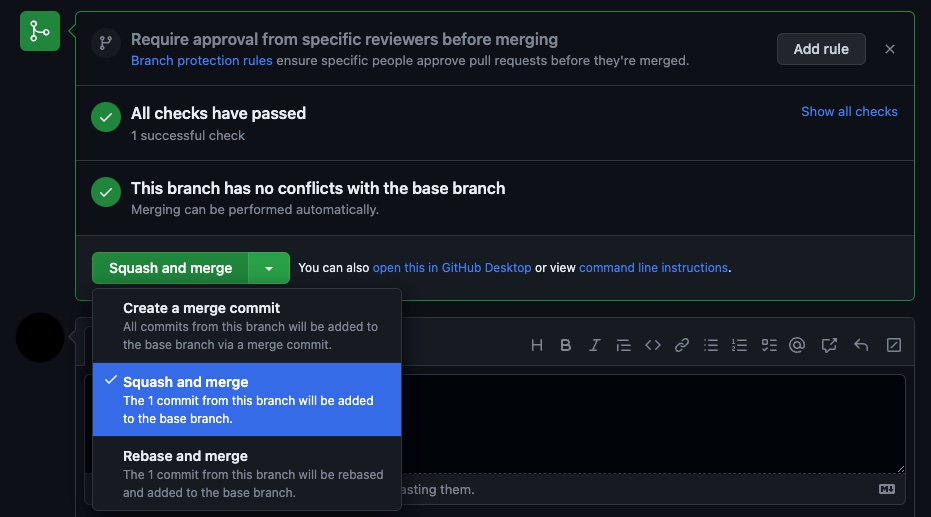 Require approval from specific reviewers before merging
Add rule
Branch protection rules ensure specific people approve pull requests before they're merged.
All checks have passed
Show all checks
1 successful check
This branch has no conflicts with the base branch
Merging can be performed automatically.
Squash and merge
You can also open this in GitHub Desktop or view command line instructions.
Create a merge commit
All commits from this branch will be added to
the base branch via a merge commit.
Squash and merge
The 1 commit from this branch will be added
to the base branch.
Rebase and merge
The 1 commit from this branch will be rebased
and added to the base branch.
asting them.